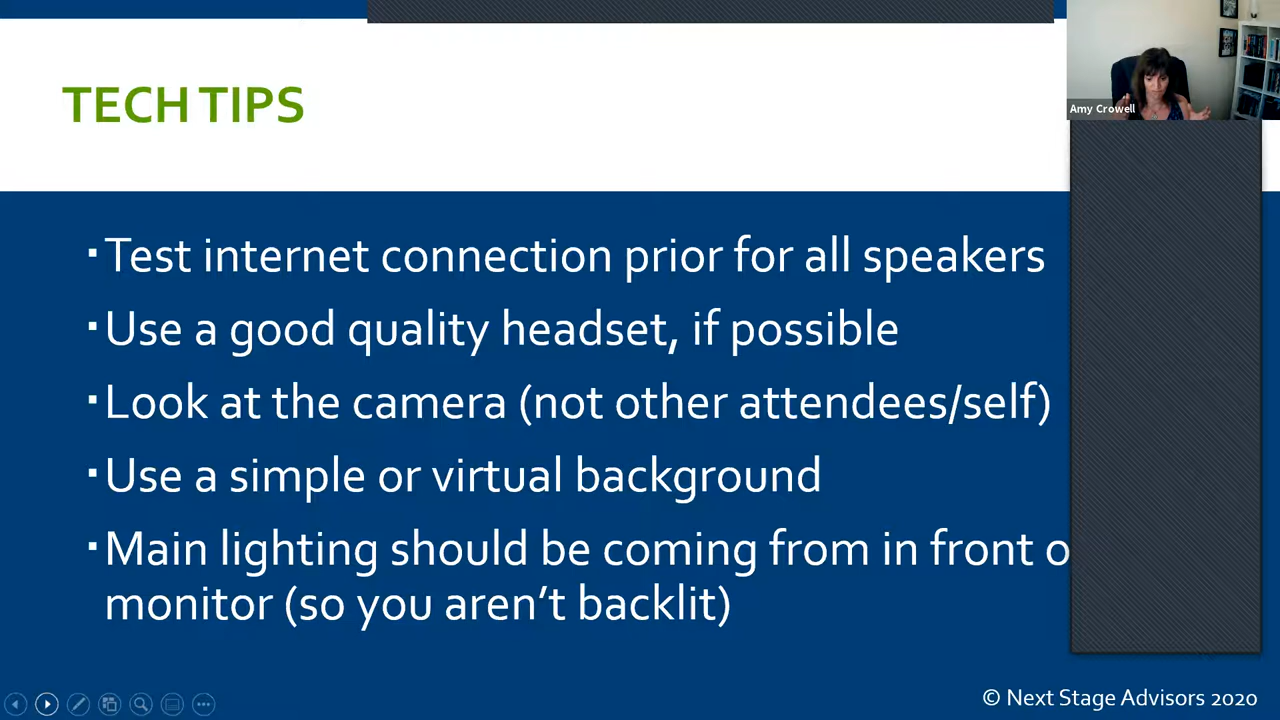 TECH TIPS
Amy Crowell
▪Test internet connection prior for all speakers
▪Use a good quality headset, if possible
▪Look at the camera (not other attendees/self)
▪Use a simple or virtual background
▪Main lighting should be coming from in front o
monitor (so you aren’t backlit)
© Next Stage Advisors 2020